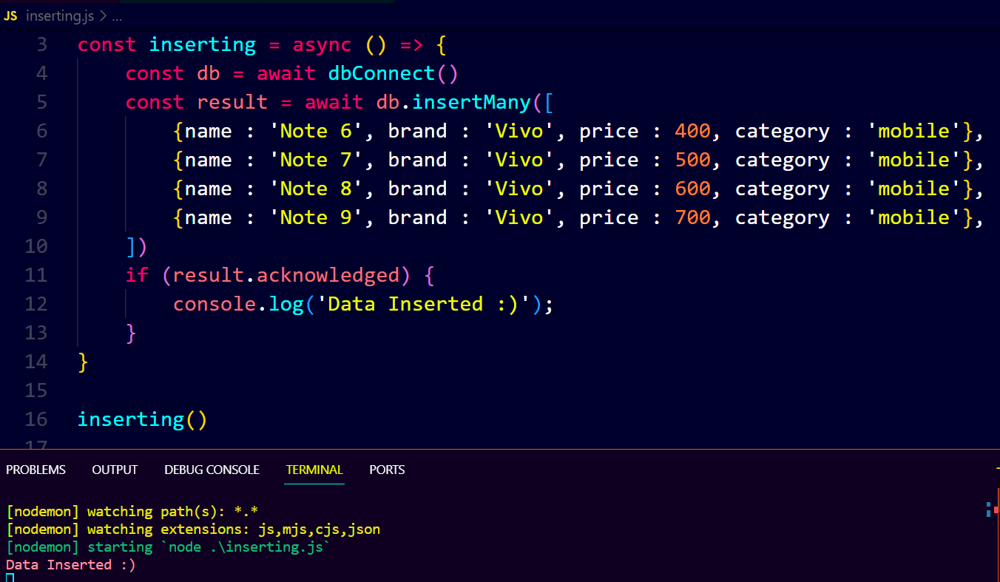 JS inserting.js > ...
3 const inserting = async () => {
4 const db = await dbConnect()
5 const result = await db.insertMany([
6 {name : 'Note 6', brand : 'Vivo', price : 400, category : 'mobile'},
7 {name : 'Note 7', brand : 'Vivo', price : 500, category : 'mobile'},
8 {name : 'Note 8', brand : 'Vivo', price : 600, category : 'mobile'},
9 {name : 'Note 9', brand : 'Vivo', price : 700, category : 'mobile'},
10 ])
11 if (result.acknowledged) {
12 console.log('Data Inserted :)');
13 }
14 }
15
16 inserting()
17
PROBLEMS OUTPUT DEBUG CONSOLE TERMINAL PORTS
[nodemon] watching path(s): *.*
[nodemon] watching extensions: js,mjs,cjs,json
[nodemon] starting `node .\inserting.js`
Data Inserted :)